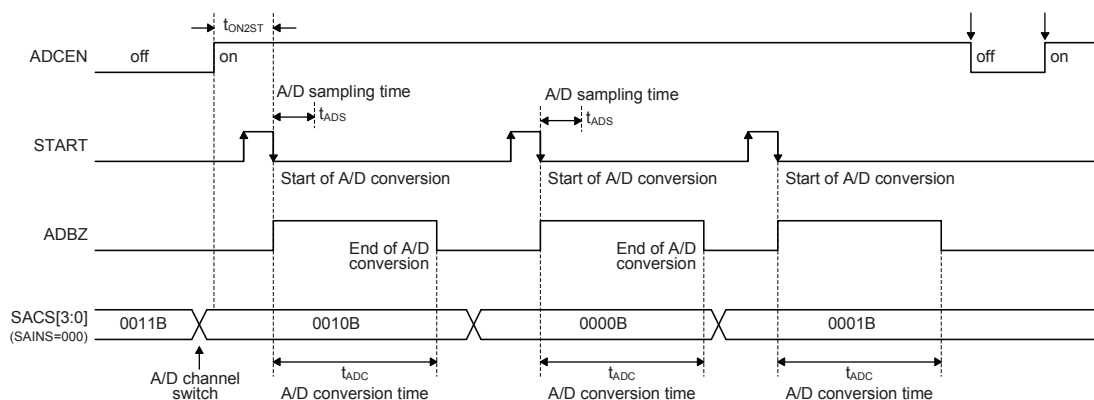 tON2ST
ADCEN
off
on
off
on
A/D sampling time
tADS
A/D sampling time
tADS
START
Start of A/D conversion
Start of A/D conversion
Start of A/D conversion
ADBZ
End of A/D
conversion
End of A/D
conversion
SACS[3:0]
(SAINS=000)
0011B
0010B
0000B
0001B
A/D channel
switch
tADC
A/D conversion time
tADC
A/D conversion time
tADC
A/D conversion time